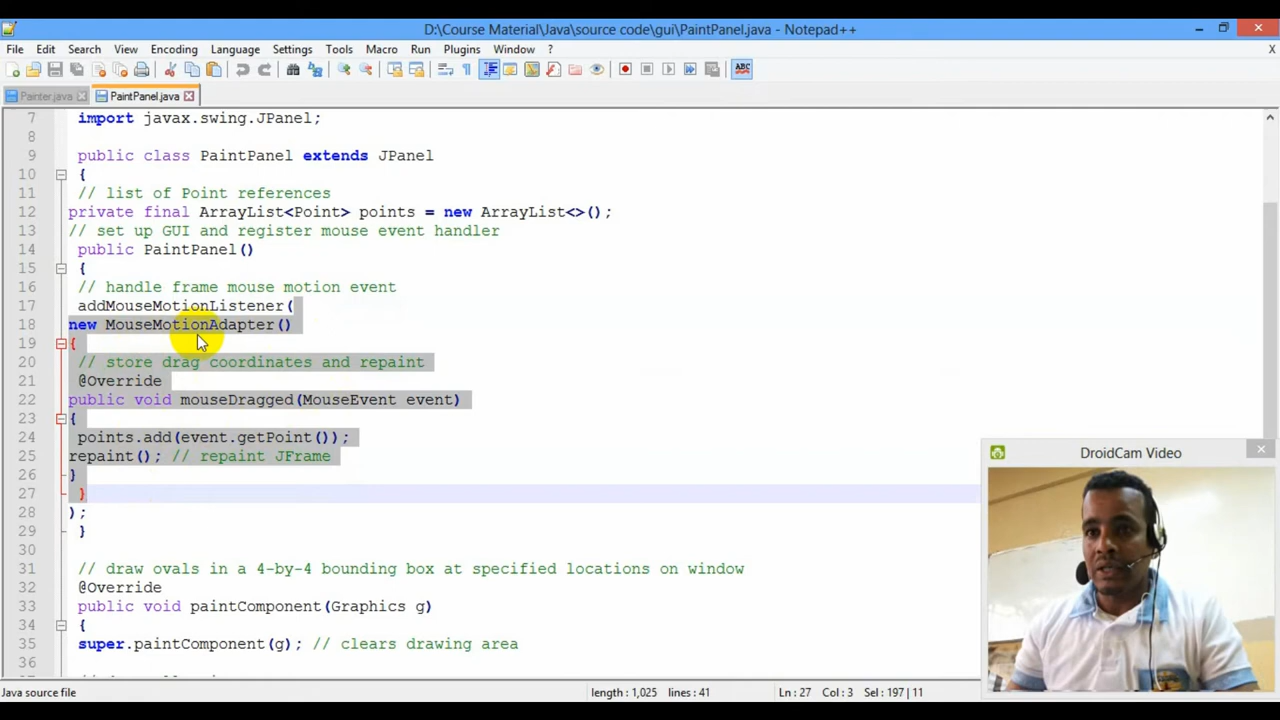 D:\Course Material\Java\source code\gui\PaintPanel.java - Notepad++
File Edit Search View Encoding Language Settings Tools Macro Run Plugins Window ?
X
ABC
Painter.java PaintPanel.java
7 import javax.swing.JPanel;
8
9 public class PaintPanel extends JPanel
10 {
11 // list of Point references
12 private final ArrayList<Point> points = new ArrayList<>();
13 // set up GUI and register mouse event handler
14 public PaintPanel()
15 {
16 // handle frame mouse motion event
17 addMouseMotionListener(
18 new MouseMotionAdapter()
19 {
20 // store drag coordinates and repaint
21 @Override
22 public void mouseDragged(MouseEvent event)
23 {
24 points.add(event.getPoint());
25 repaint(); // repaint JFrame
26 }
27 }
28 );
29 }
30
31 // draw ovals in a 4-by-4 bounding box at specified locations on window
32 @Override
33 public void paintComponent(Graphics g)
34 {
35 super.paintComponent(g); // clears drawing area
36
DroidCam Video
Java source file length : 1,025 lines : 41 Ln : 27 Col : 3 Sel : 197 | 11